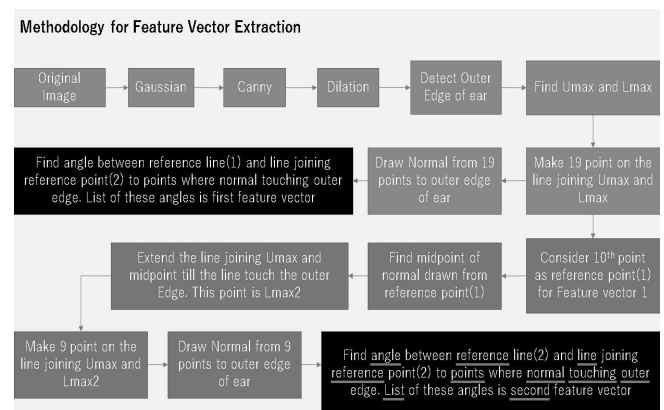 Methodology for Feature Vector Extraction
Original
Image
Gaussian
Canny
Dilation
Detect Outer
Edge of ear
Find Umax and Lmax
Find angle between reference line(1) and line joining
reference point(2) to points where normal touching outer
edge. List of these angles is first feature vector
Draw Normal from 19
points to outer edge
of ear
Make 19 point on the
line joining Umax and
Lmax
Extend the line joining Umax and
midpoint till the line touch the
outer Edge. This point is Lmax2
Find midpoint of
normal drawn from
reference point(1)
Consider 10th point
as reference point(1)
for Feature vector 1
Make 9 point on the
line joining Umax and
Lmax2
Draw Normal from 9
points to outer edge
of ear
Find angle between reference line(2) and line joining
reference point(2) to points where normal touching outer
edge. List of these angles is second feature vector